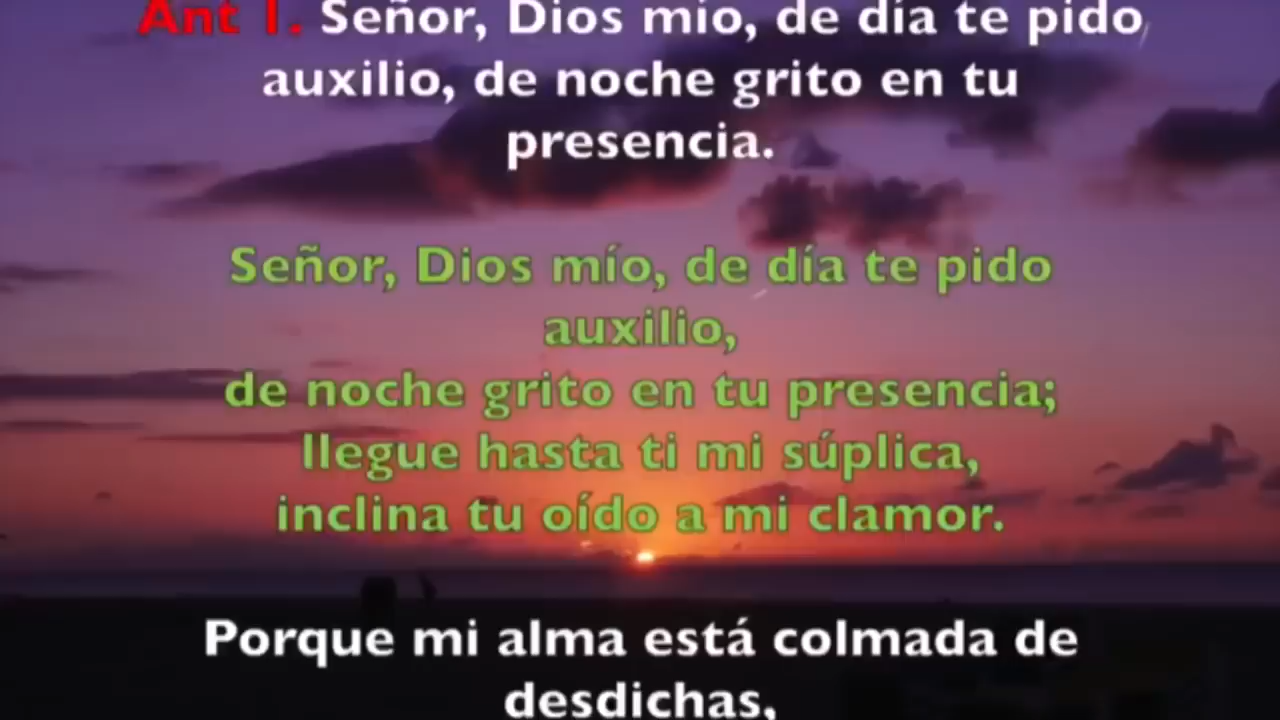 Ant 1. Señor, Dios mío, de día te pido
auxilio, de noche grito en tu
presencia.
Señor, Dios mío, de día te pido
auxilio,
de noche grito en tu presencia;
llegue hasta ti mi súplica,
inclina tu oído a mi clamor.
Porque mi alma está colmada de
desdichas,